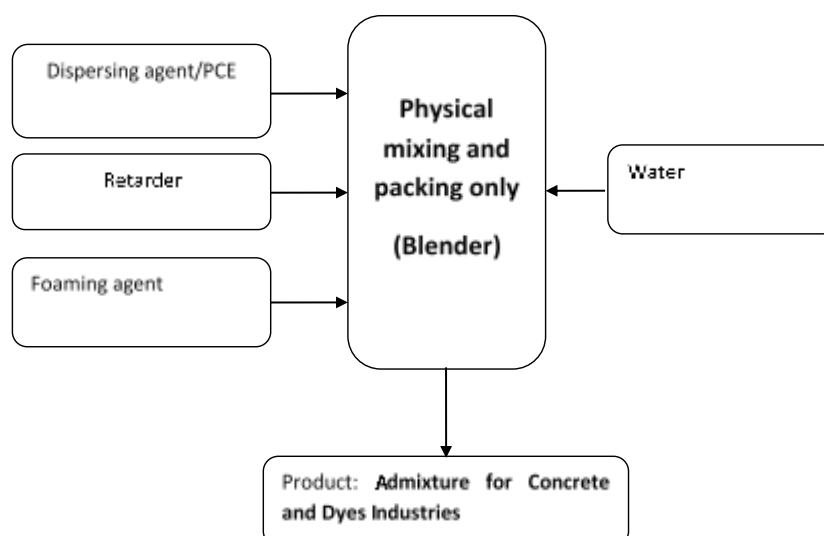 Dispersing agent/PCE
Retarder
Foaming agent
Physical
mixing and
packing only
(Blender)
Water
Product: Admixture for Concrete
and Dyes Industries